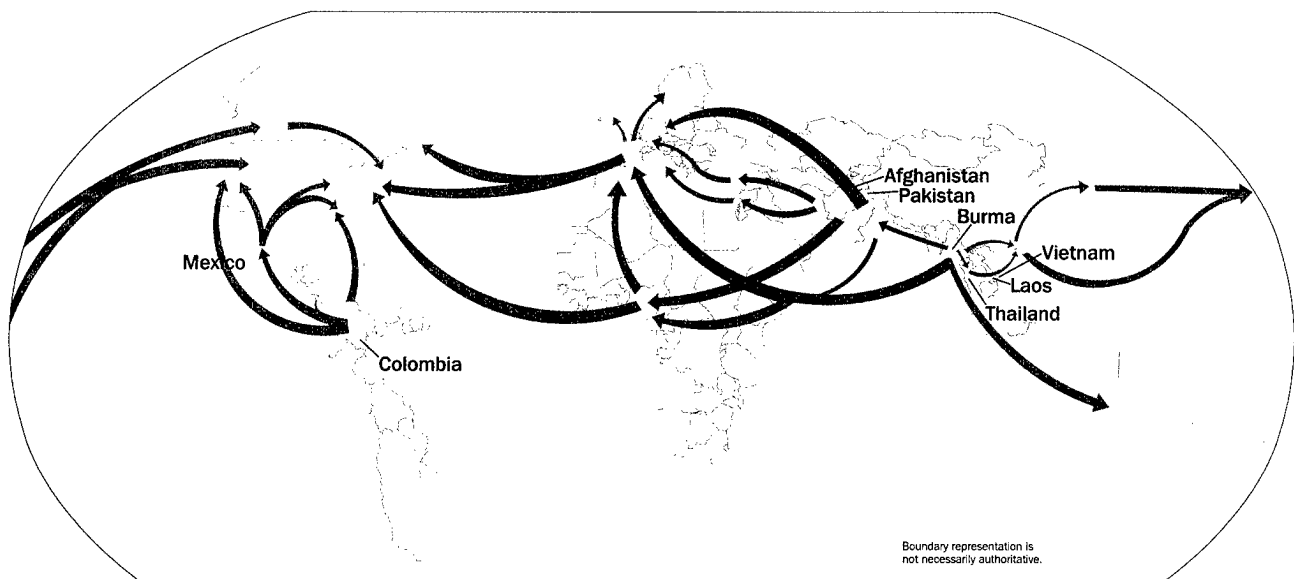 Afghanistan
Pakistan
Burma
Mexico
Vietnam
Laos
Thailand
Colombia
Boundary representation is
not necessarily authoritative.